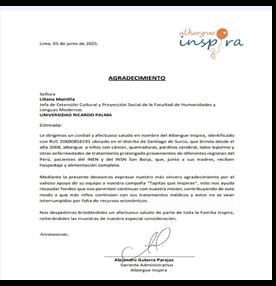 albergue
inspira
Lima, 05 de junio de 2025.
AGRADECIMIENTO
Señora
Liliana Mantilla
Jefa de Extensión Cultural y Proyección Social de la Facultad de Humanidades y
Lenguas Modernas
UNIVERSIDAD RICARDO PALMA
Estimada:
Le dirigimos un cordial y afectuoso saludo en nombre del Albergue Inspira, identificado
con RUC 20600858191 ubicado en el distrito de Santiago de Surco, que brinda desde
el año 2008, albergue a niños con cáncer, quemaduras, parálisis cerebral, labio leporino y
otras enfermedades de tratamiento prolongado provenientes de diferentes regiones del
Perú, pacientes del INEN y del INSN San Borja, que, junto a sus madres, reciben
hospedaje y alimentación completa.
Mediante la presente deseamos expresar nuestro más sincero agradecimiento por el
valioso apoyo de su equipo a nuestra campaña "Tapitas que inspiran", esto nos ayuda
recaudar fondos que nos permiten continuar con nuestra misión, contribuyendo de este
modo a que más niños continúen con sus tratamientos médicos y estos no se vean
interrumpidos por falta de recursos económicos.
Nos despedimos brindándoles un afectuoso saludo de parte de toda la Familia Inspira,
reiterándoles las muestras de nuestra especial consideración,
Atentamente,
Alejandro Gutarra Parejas
Gerente Administrativo
Albergue Inspira